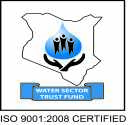 WATER SECTOR
TRUST FUND
ISO 9001:2008 CERTIFIED